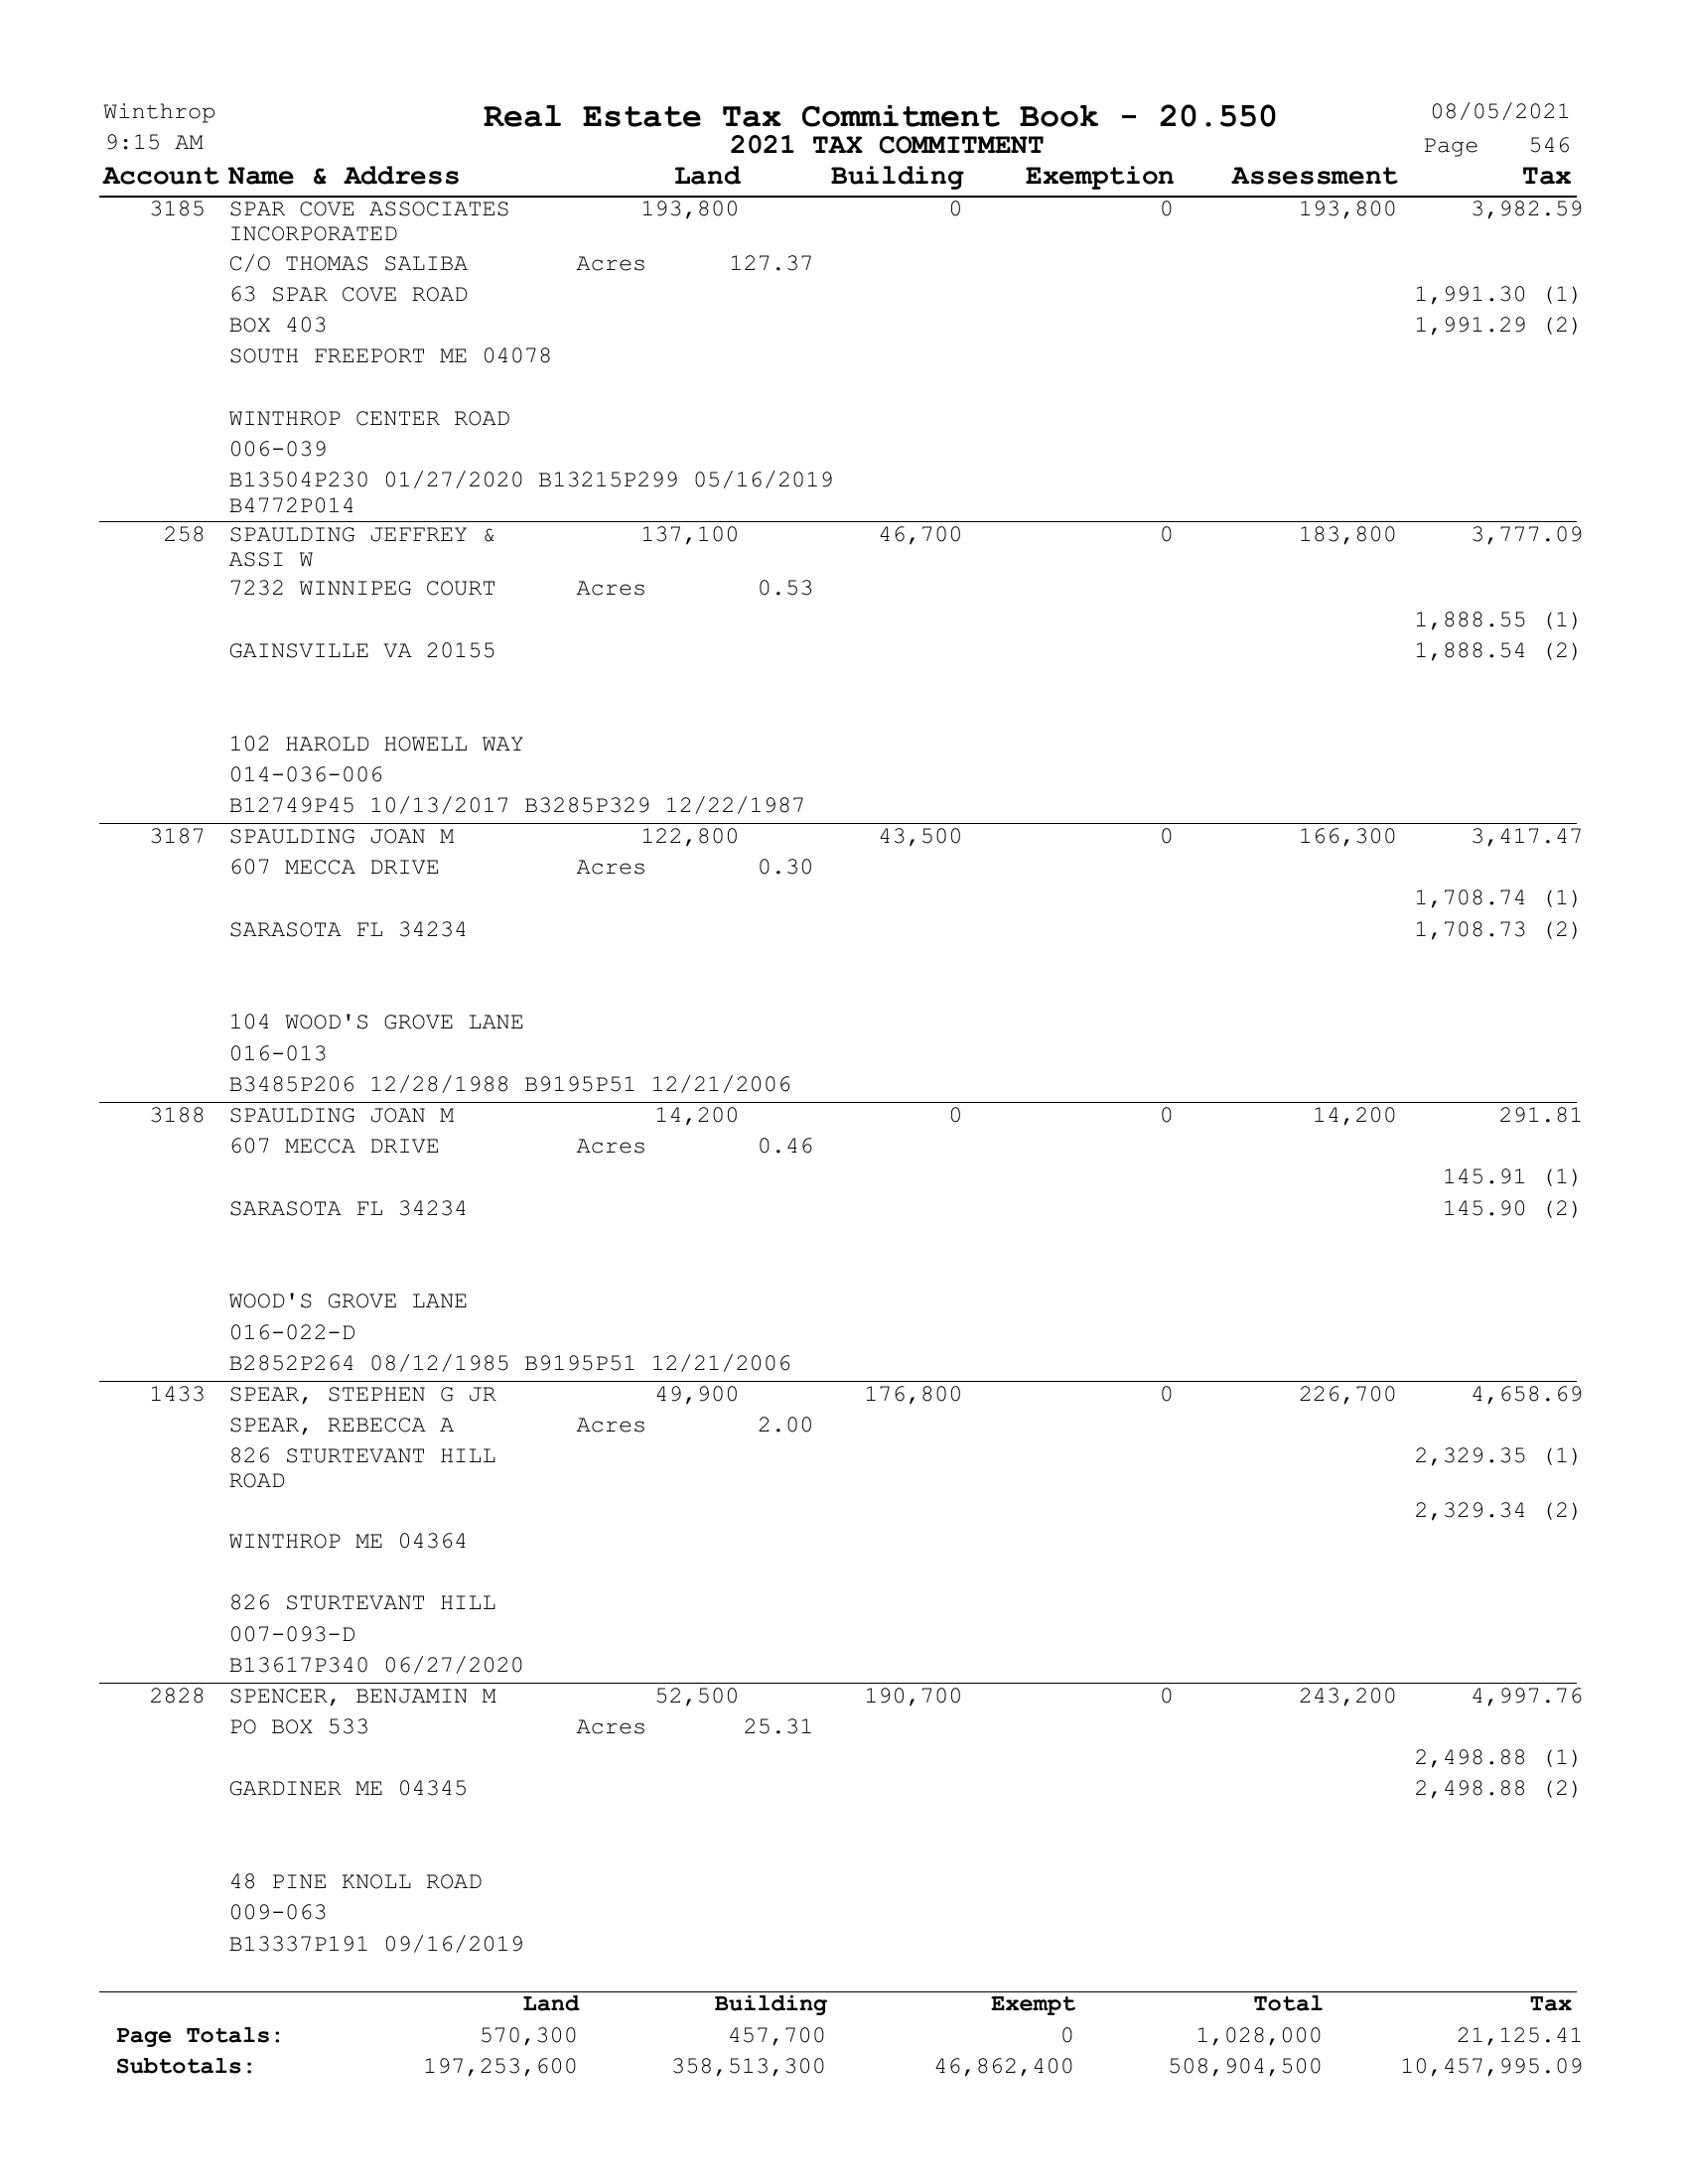 Winthrop Real Estate Tax Commitment Book - 20.550 08/05/2021
9:15 AM 2021 TAX COMMITMENT Page 546
Account Name & Address Land Building Exemption Assessment Tax
3185 SPAR COVE ASSOCIATES 193,800 0 0 193,800 3,982.59
INCORPORATED
C/O THOMAS SALIBA Acres 127.37
63 SPAR COVE ROAD 1,991.30 (1)
BOX 403 1,991.29 (2)
SOUTH FREEPORT ME 04078
WINTHROP CENTER ROAD
006-039
B13504P230 01/27/2020 B13215P299 05/16/2019
B4772P014
258 SPAULDING JEFFREY & 137,100 46,700 0 183,800 3,777.09
ASSI W
7232 WINNIPEG COURT Acres 0.53
1,888.55 (1)
GAINSVILLE VA 20155 1,888.54 (2)
102 HAROLD HOWELL WAY
014-036-006
B12749P45 10/13/2017 B3285P329 12/22/1987
3187 SPAULDING JOAN M 122,800 43,500 0 166,300 3,417.47
607 MECCA DRIVE Acres 0.30
1,708.74 (1)
SARASOTA FL 34234 1,708.73 (2)
104 WOOD'S GROVE LANE
016-013
B3485P206 12/28/1988 B9195P51 12/21/2006
3188 SPAULDING JOAN M 14,200 0 0 14,200 291.81
607 MECCA DRIVE Acres 0.46
145.91 (1)
SARASOTA FL 34234 145.90 (2)
WOOD'S GROVE LANE
016-022-D
B2852P264 08/12/1985 B9195P51 12/21/2006
1433 SPEAR, STEPHEN G JR 49,900 176,800 0 226,700 4,658.69
SPEAR, REBECCA A Acres 2.00
826 STURTEVANT HILL 2,329.35 (1)
ROAD
2,329.34 (2)
WINTHROP ME 04364
826 STURTEVANT HILL
007-093-D
B13617P340 06/27/2020
2828 SPENCER, BENJAMIN M 52,500 190,700 0 243,200 4,997.76
PO BOX 533 Acres 25.31
2,498.88 (1)
GARDINER ME 04345 2,498.88 (2)
48 PINE KNOLL ROAD
009-063
B13337P191 09/16/2019
Land Building Exempt Total Tax
Page Totals: 570,300 457,700 0 1,028,000 21,125.41
Subtotals: 197,253,600 358,513,300 46,862,400 508,904,500 10,457,995.09